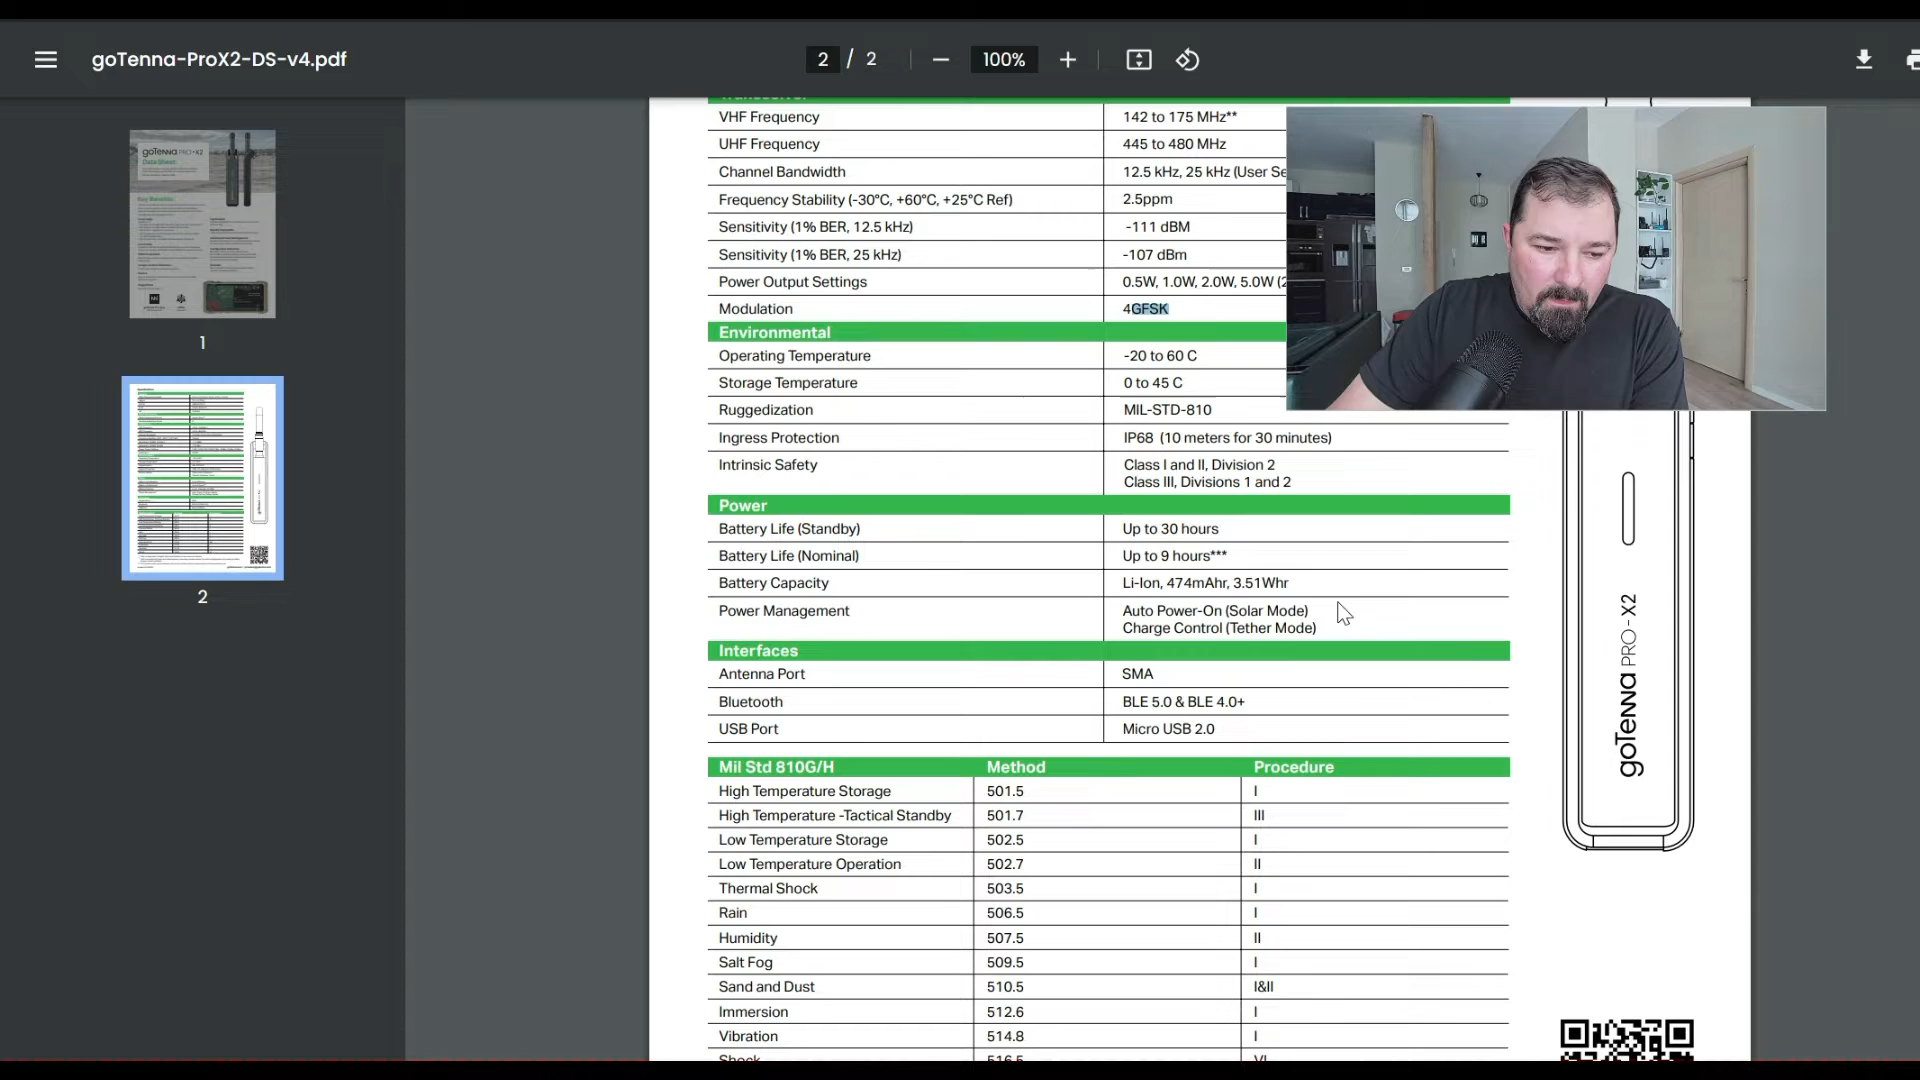 goTenna-ProX2-DS-v4.pdf
2 / 2
100%
VHF Frequency 142 to 175 MHz**
UHF Frequency 445 to 480 MHz
Channel Bandwidth 12.5 kHz, 25 kHz (User Se
Frequency Stability (-30°C, +60°C, +25°C Ref) 2.5ppm
Sensitivity (1% BER, 12.5 kHz) -111 dBM
Sensitivity (1% BER, 25 kHz) -107 dBm
Power Output Settings 0.5W, 1.0W, 2.0W, 5.0W (2
Modulation 4GFSK
Environmental
Operating Temperature -20 to 60 C
Storage Temperature 0 to 45 C
Ruggedization MIL-STD-810
Ingress Protection IP68 (10 meters for 30 minutes)
Intrinsic Safety Class I and II, Division 2
Class III, Divisions 1 and 2
Power
Battery Life (Standby) Up to 30 hours
Battery Life (Nominal) Up to 9 hours***
Battery Capacity Li-Ion, 474mAhr, 3.51Whr
Power Management Auto Power-On (Solar Mode)
Charge Control (Tether Mode)
Interfaces
Antenna Port SMA
Bluetooth BLE 5.0 & BLE 4.0+
USB Port Micro USB 2.0
Mil Std 810G/H Method Procedure
High Temperature Storage 501.5 I
High Temperature -Tactical Standby 501.7 III
Low Temperature Storage 502.5 I
Low Temperature Operation 502.7 II
Thermal Shock 503.5 I
Rain 506.5 I
Humidity 507.5 II
Salt Fog 509.5 I
Sand and Dust 510.5 I&II
Immersion 512.6 I
Vibration 514.8 I
Shock 516.5 VI
goTenna PRO-X2
goTenna PRO-X2
1
2